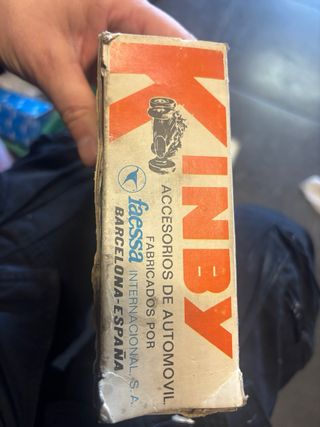 KINBY
ACCESORIOS DE AUTOMOVIL
FABRICADOS POR
faessa INTERNACIONAL, S.A.
BARCELONA-ESPAÑA